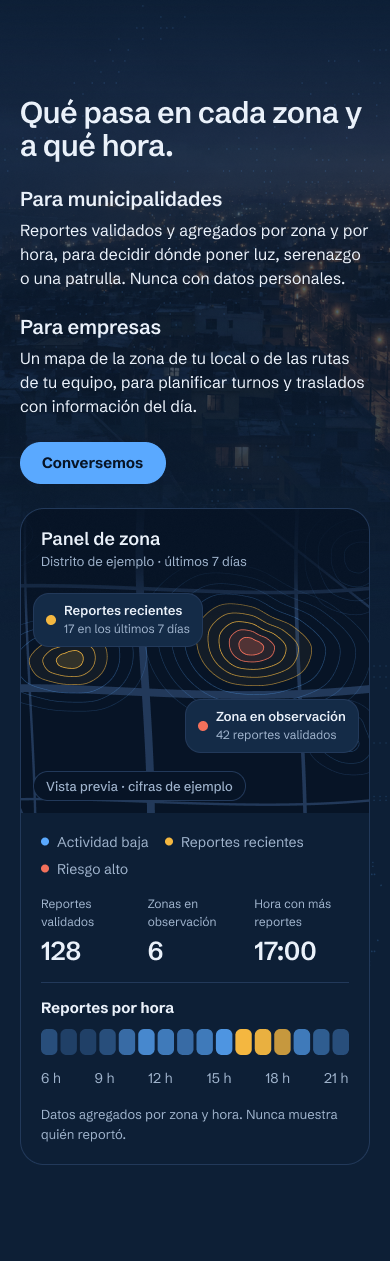 Qué pasa en cada zona y
a qué hora.
Para municipalidades
Reportes validados y agregados por zona y por
hora, para decidir dónde poner luz, serenazgo
o una patrulla. Nunca con datos personales.
Para empresas
Un mapa de la zona de tu local o de las rutas
de tu equipo, para planificar turnos y traslados
con información del día.
Conversemos
Panel de zona
Distrito de ejemplo · últimos 7 días
Reportes recientes
17 en los últimos 7 días
Zona en observación
42 reportes validados
Vista previa · cifras de ejemplo
Actividad baja
Reportes recientes
Riesgo alto
Reportes
validados
128
Zonas en
observación
6
Hora con más
reportes
17:00
Reportes por hora
6 h 9 h 12 h 15 h 18 h 21 h
Datos agregados por zona y hora. Nunca muestra
quién reportó.